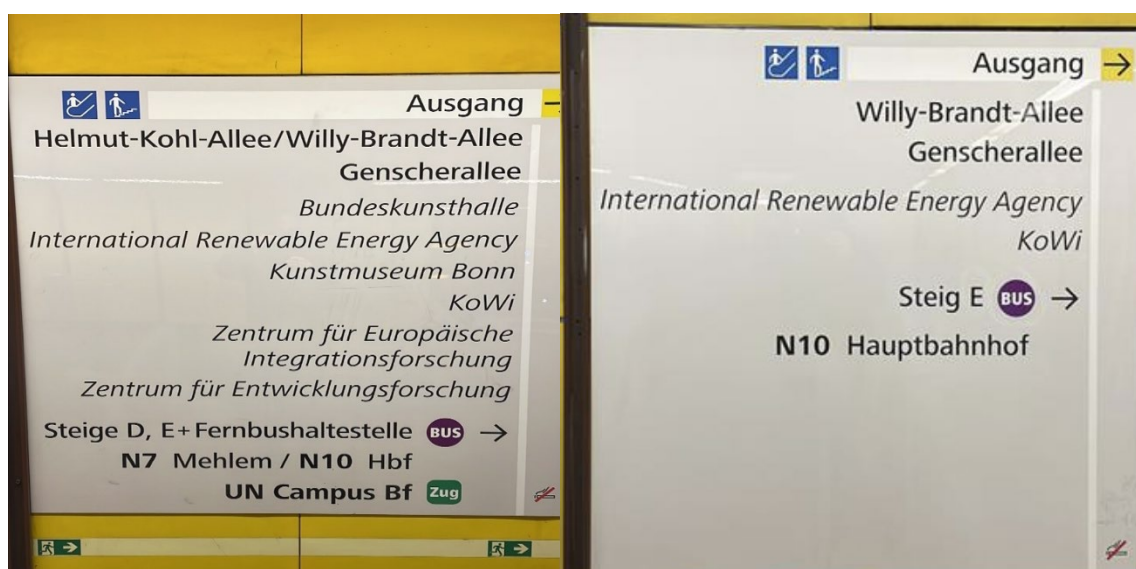 Ausgang
Helmut-Kohl-Allee/Willy-Brandt-Allee
Genscherallee
Bundeskunsthalle
International Renewable Energy Agency
Kunstmuseum Bonn
KoWi
Zentrum für Europäische
Integrationsforschung
Zentrum für Entwicklungsforschung
Steige D, E+Fernbushaltestelle BUS →
N7 Mehlem / N10 Hbf
UN Campus Bf Zug
Ausgang →
Willy-Brandt-Allee
Genscherallee
International Renewable Energy Agency
KoWi
Steig E BUS →
N10 Hauptbahnhof